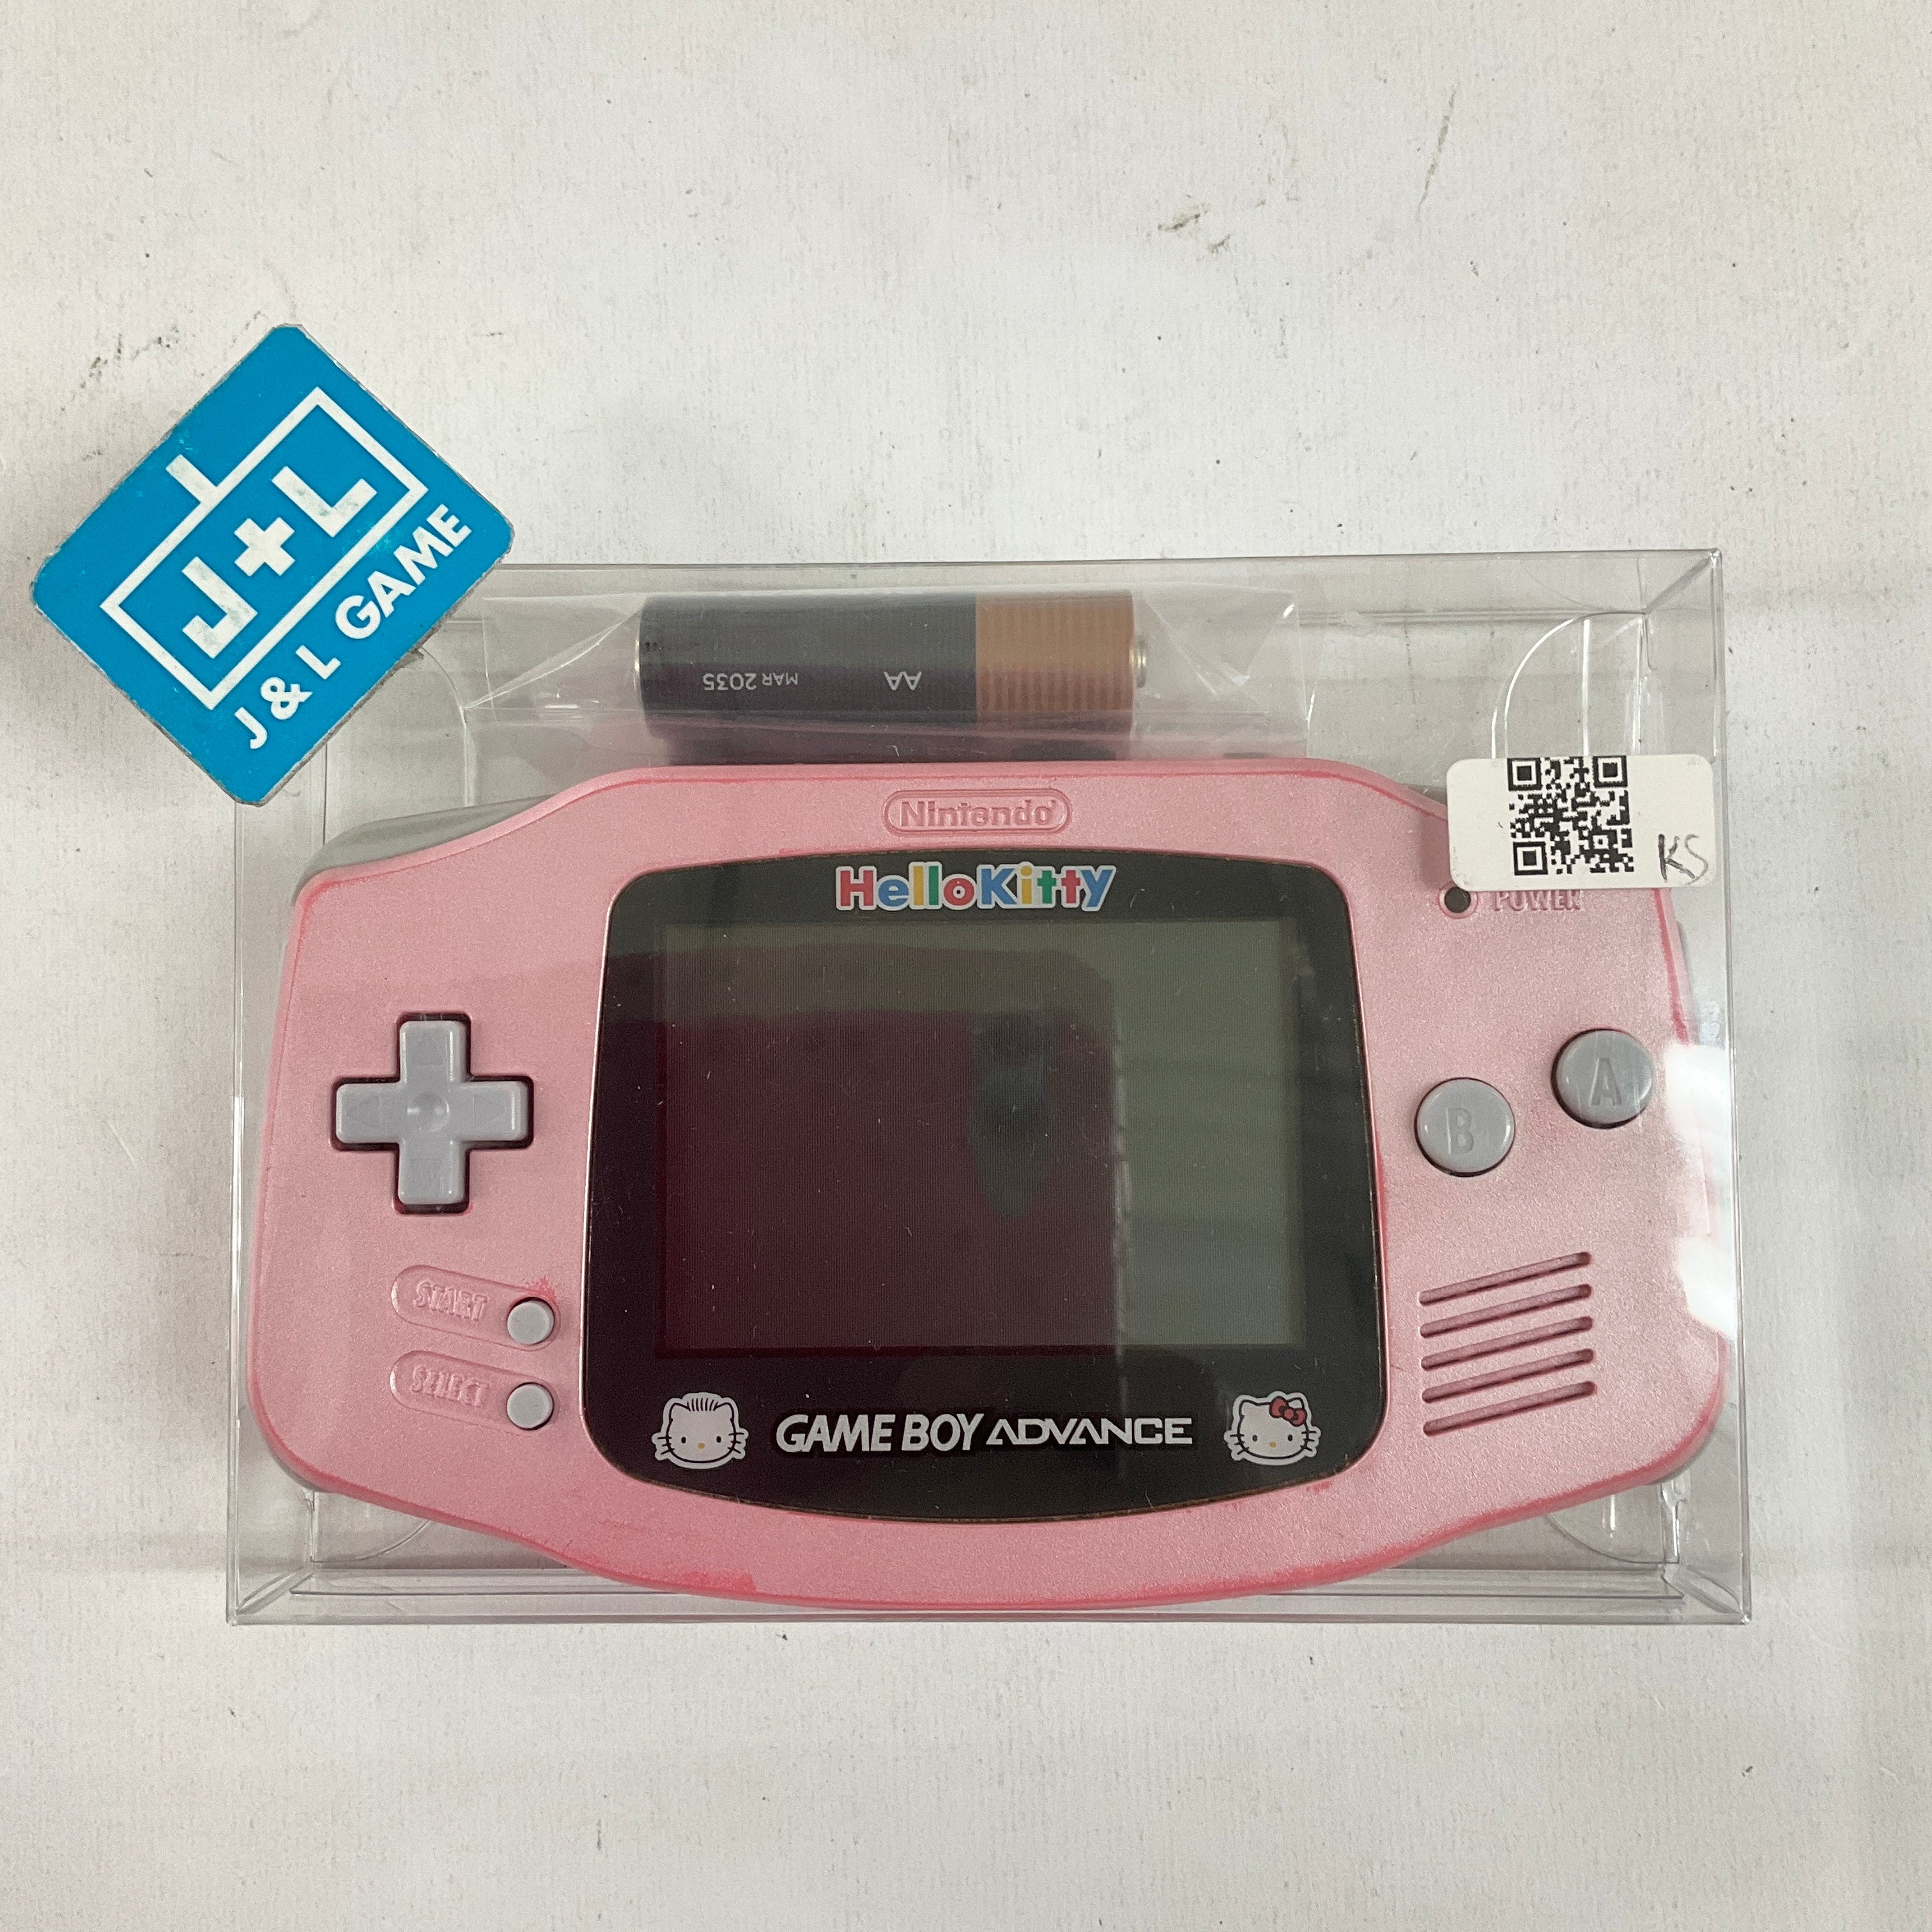 J+L
J & L GAME
MAR 2035 AA
Nintendo®
HelloKitty
KS
POWER
A
B
START
SELECT
GAME BOY ADVANCE